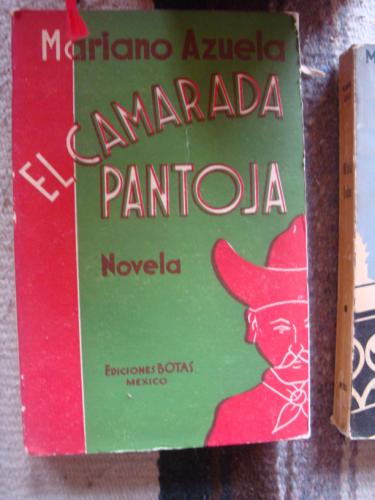 Mariano Azuela
EL CAMARADA
PANTOJA
Novela
EDICIONES BOTAS
MEXICO
M